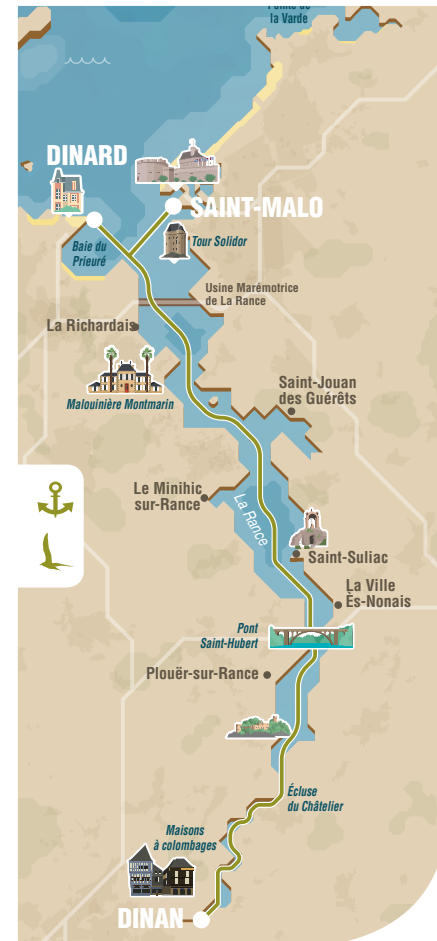 Pointe de
la Varde
DINARD
SAINT-MALO
Tour Solidor
Baie du
Prieuré
Usine Marémotrice
de La Rance
La Richardais
Malouinière Montmarin
Saint-Jouan
des Guérêts
Le Minihic
sur-Rance
La Rance
Saint-Suliac
La Ville
Ès-Nonais
Pont
Saint-Hubert
Plouër-sur-Rance
Écluse
du Châtelier
Maisons
à colombages
DINAN